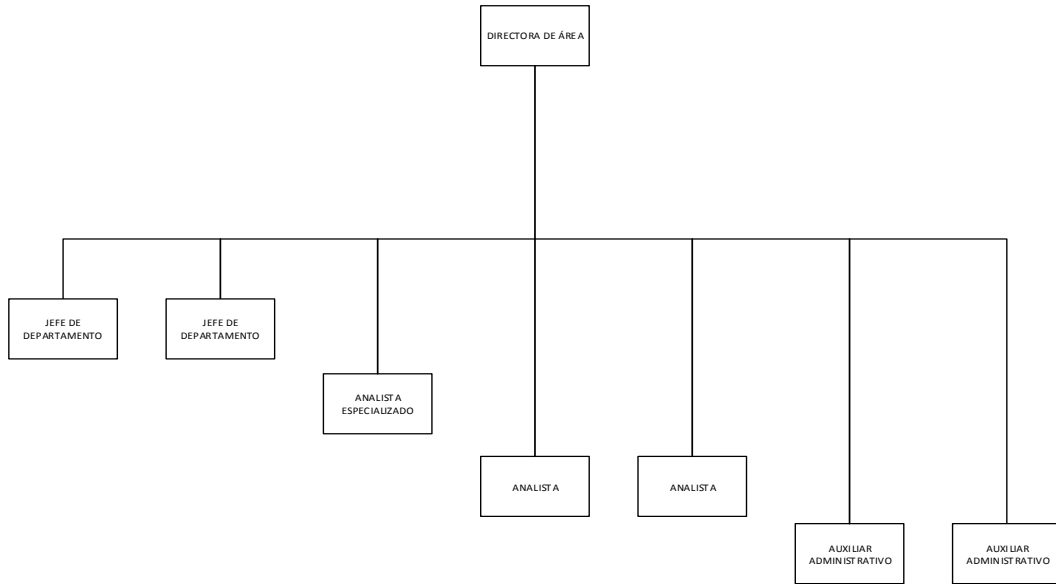 DIRECTORA DE ÁREA
JEFE DE
DEPARTAMENTO
JEFE DE
DEPARTAMENTO
ANALISTA
ESPECIALIZADO
ANALISTA
ANALISTA
AUXILIAR
ADMINISTRATIVO
AUXILIAR
ADMINISTRATIVO